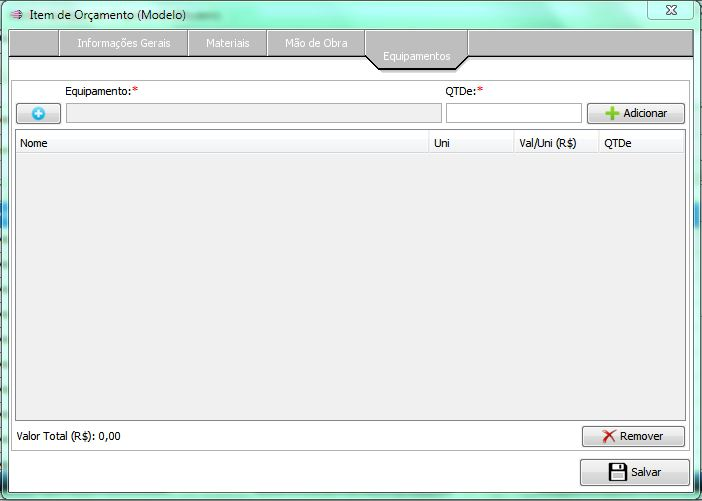 Item de Orçamento (Modelo)
Informações Gerais Materiais Mão de Obra Equipamentos
Equipamento:* QTDe:*
Adicionar
Nome Uni Val/Uni (R$) QTDe
Valor Total (R$): 0,00 Remover
Salvar